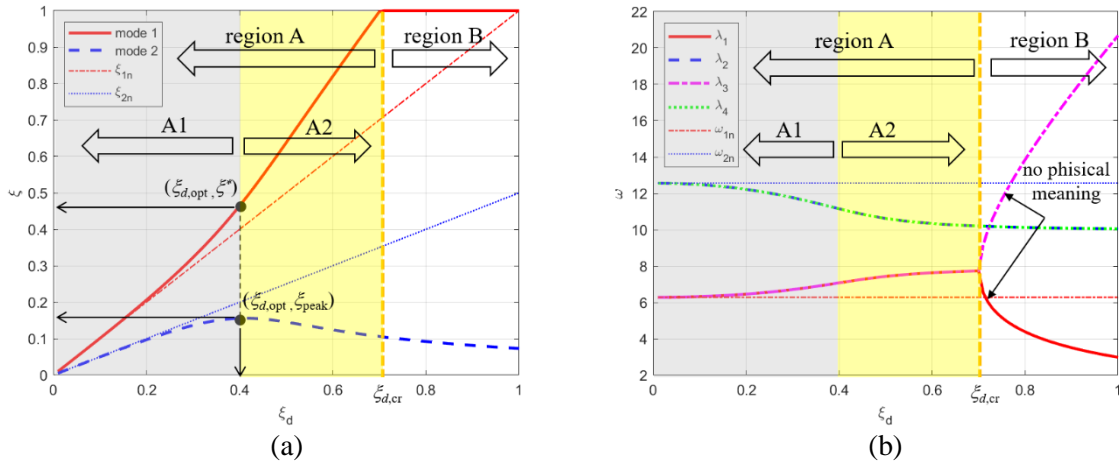 mode 1
mode 2
ξ1n
ξ2n
region A
region B
A1
A2
(ξd,opt , ξ*)
(ξd,opt , ξpeak)
ξ
1
0.9
0.8
0.7
0.6
0.5
0.4
0.3
0.2
0.1
0
0 0.2 0.4 0.6 ξd,cr 0.8 1
ξd
(a)
λ1
λ2
λ3
λ4
ω1n
ω2n
region A
region B
A1
A2
no phisical
meaning
ω
22
20
18
16
14
12
10
8
6
4
2
0
0 0.2 0.4 0.6 ξd,cr 0.8 1
ξd
(b)